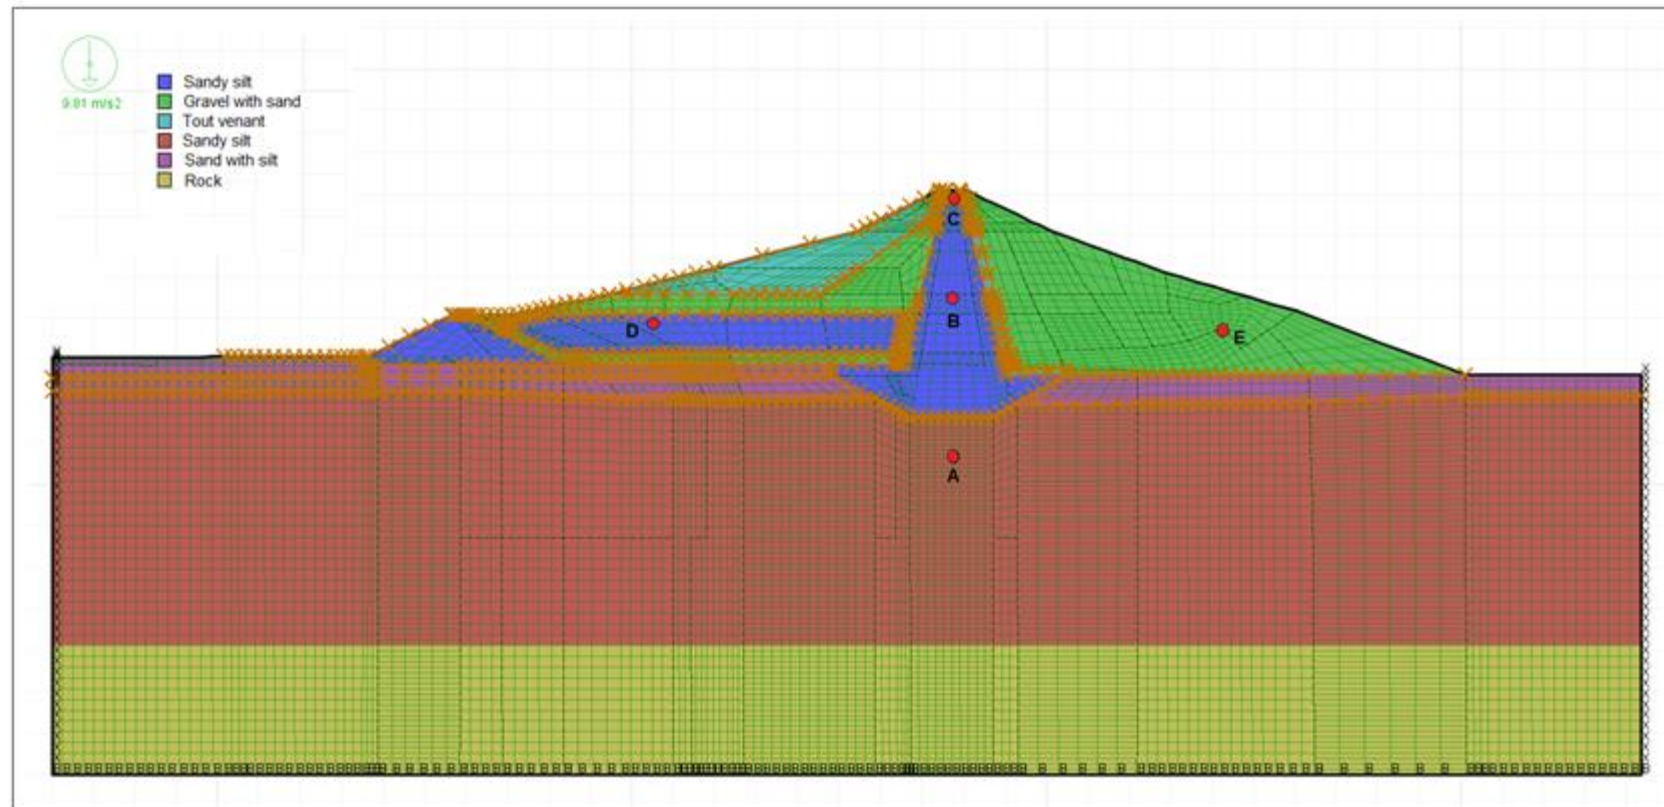 9.81 m/s2
Sandy silt
Gravel with sand
Tout venant
Sandy silt
Sand with silt
Rock
C
B
D
E
A